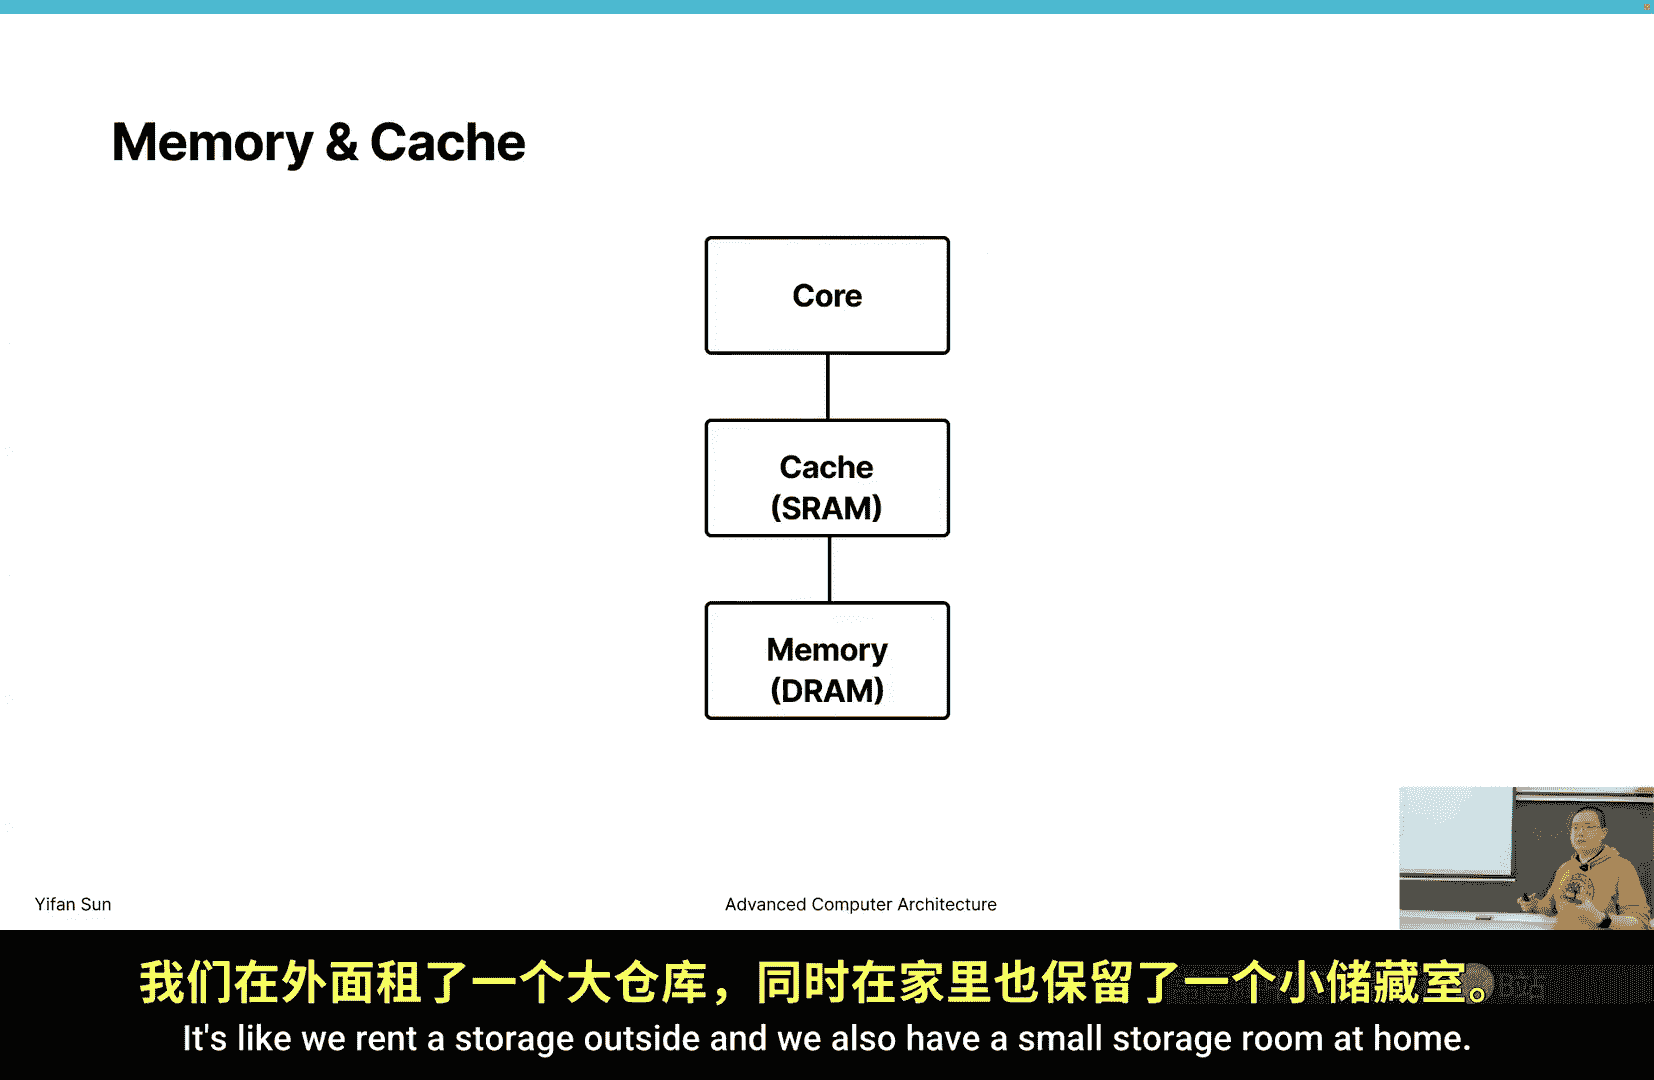 Memory & Cache
Core
Cache
(SRAM)
Memory
(DRAM)
Yifan Sun
Advanced Computer Architecture
我们在外面租了一个大仓库，同时在家里也保留了一个小储藏室。
It's like we rent a storage outside and we also have a small storage room at home.